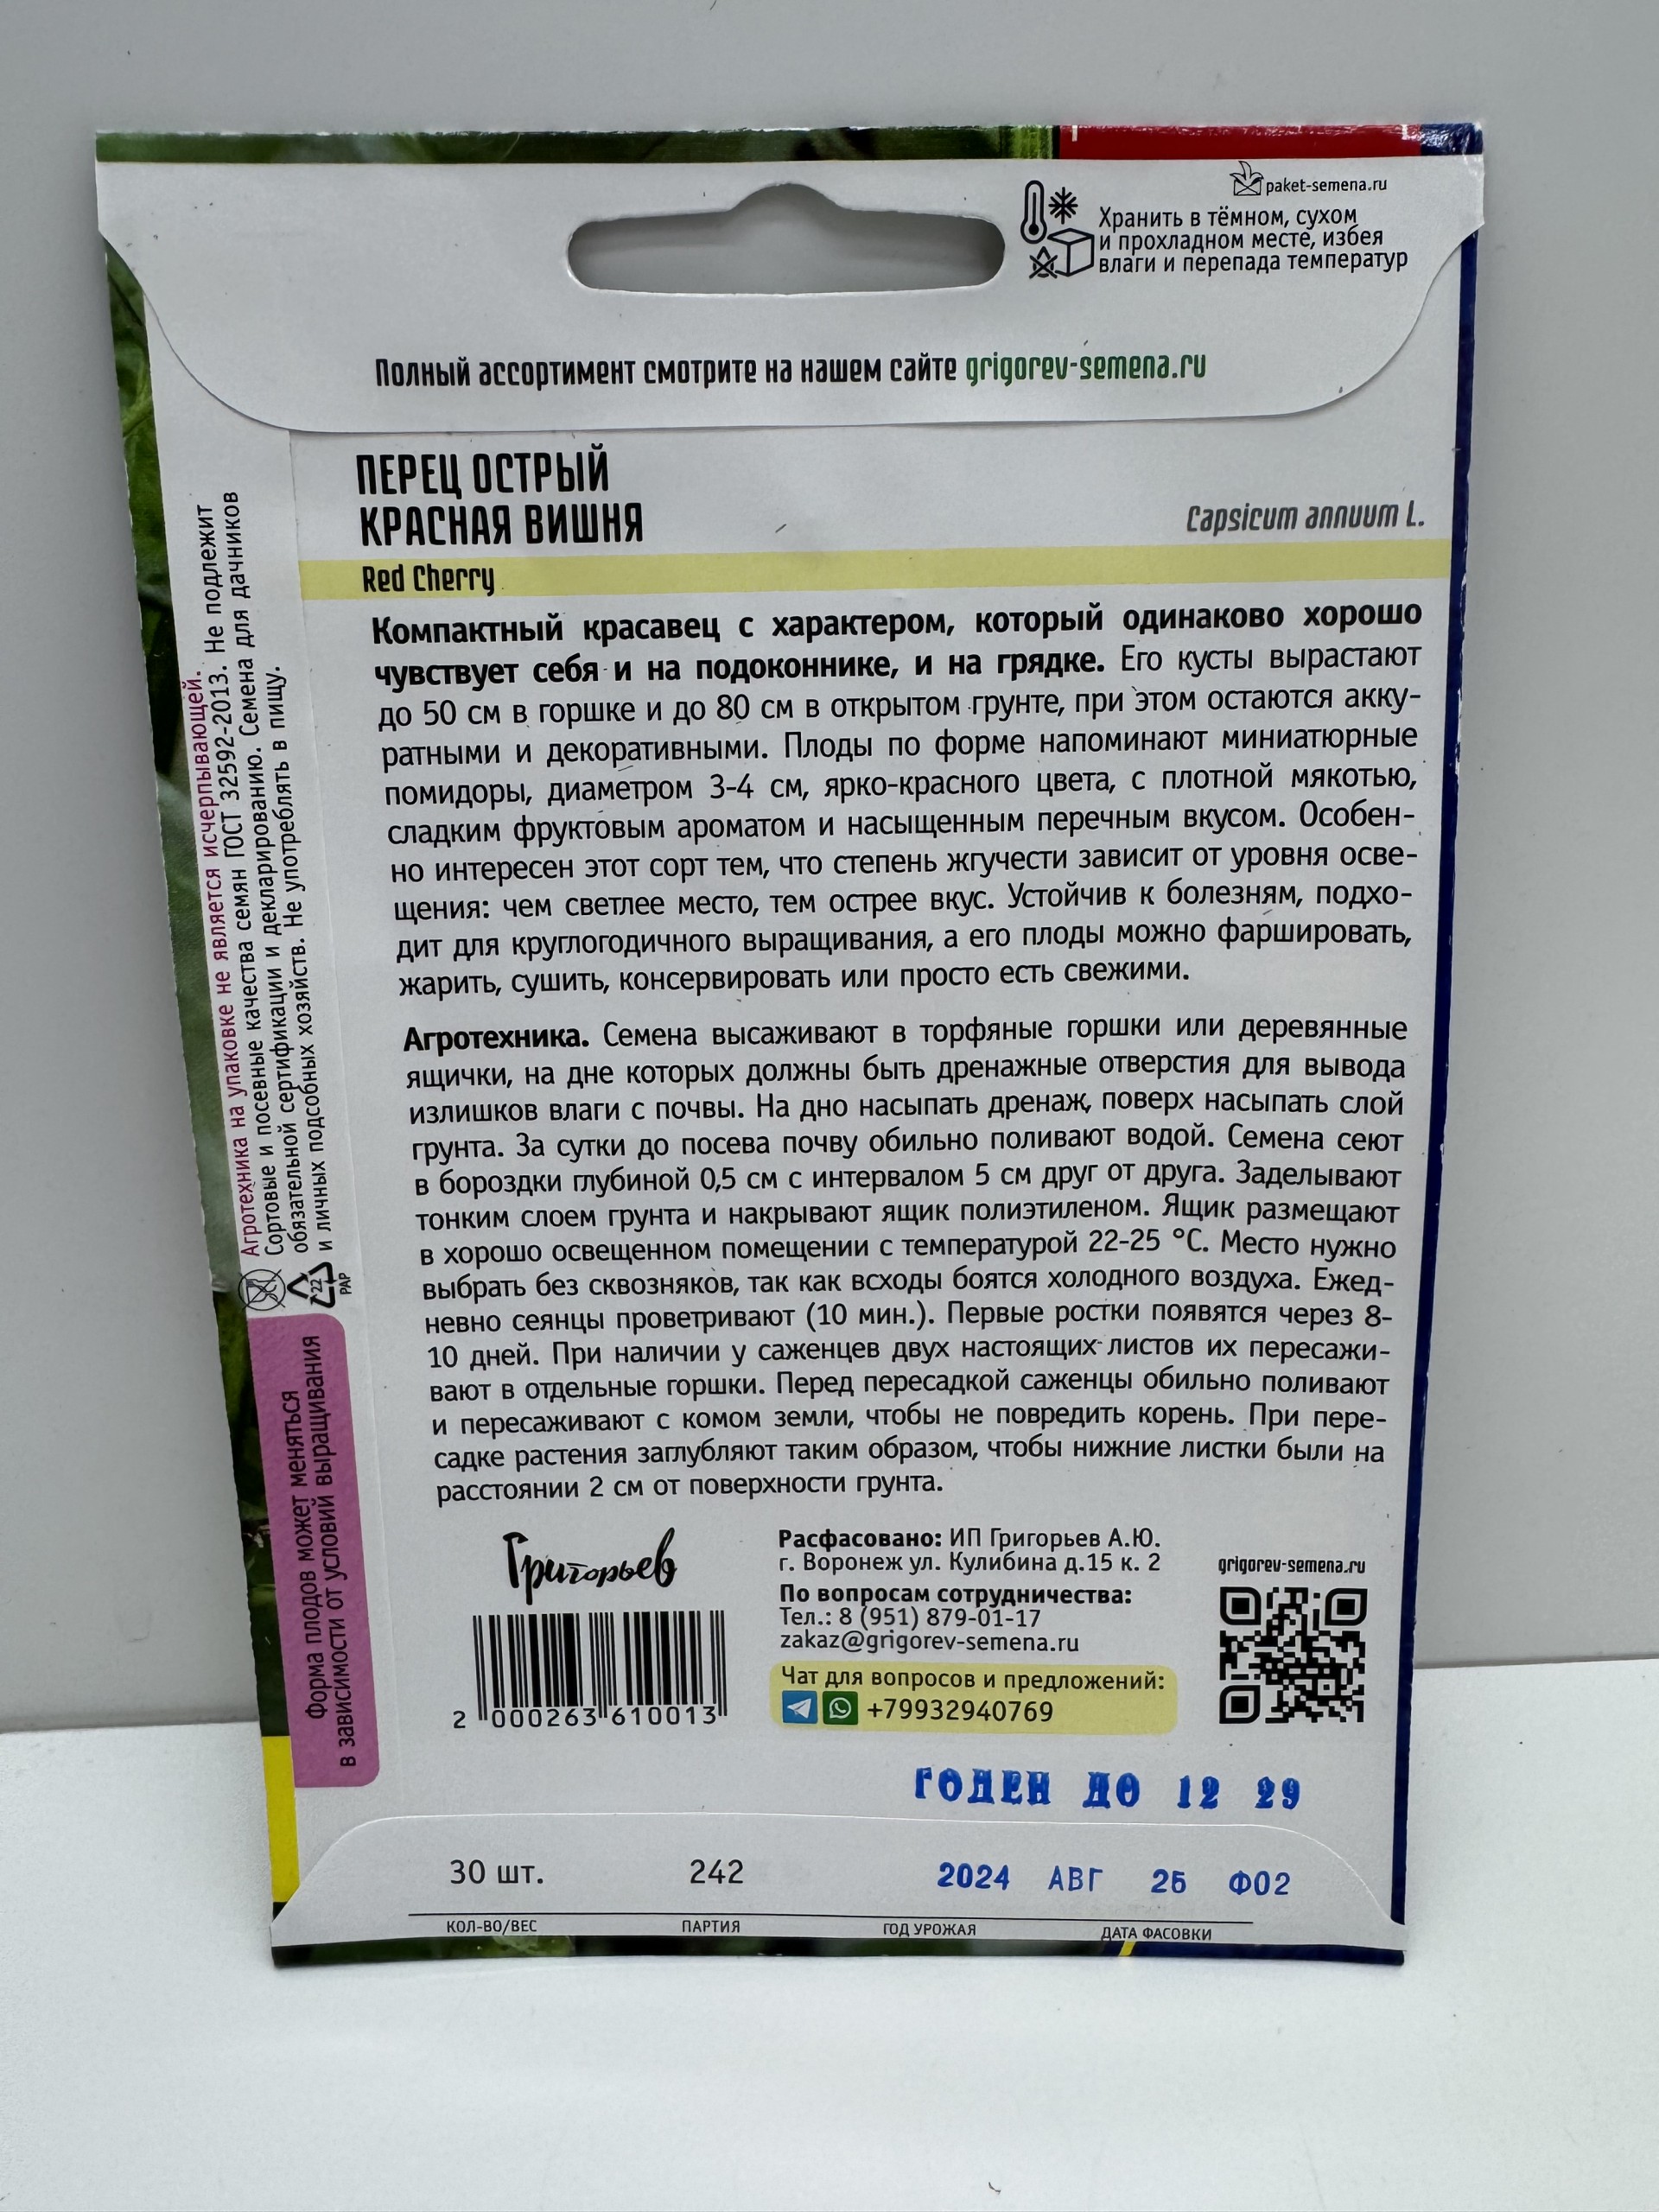 paket-semena.ru
Хранить в тёмном, сухом
и прохладном месте, избея
влаги и перепада температур
Полный ассортимент смотрите на нашем сайте grigorev-semena.ru
ПЕРЕЦ ОСТРЫЙ
КРАСНАЯ ВИШНЯ
Capsicum annuum L.
Red Cherry
Компактный красавец с характером, который одинаково хорошо
чувствует себя и на подоконнике, и на грядке. Его кусты вырастают
до 50 см в горшке и до 80 см в открытом грунте, при этом остаются акку-
ратными и декоративными. Плоды по форме напоминают миниатюрные
помидоры, диаметром 3-4 см, ярко-красного цвета, с плотной мякотью,
сладким фруктовым ароматом и насыщенным перечным вкусом. Особен-
но интересен этот сорт тем, что степень жгучести зависит от уровня осве-
щения: чем светлее место, тем острее вкус. Устойчив к болезням, подхо-
дит для круглогодичного выращивания, а его плоды можно фаршировать,
жарить, сушить, консервировать или просто есть свежими.
Агротехника. Семена высаживают в торфяные горшки или деревянные
ящички, на дне которых должны быть дренажные отверстия для вывода
излишков влаги с почвы. На дно насыпать дренаж, поверх насыпать слой
грунта. За сутки до посева почву обильно поливают водой. Семена сеют
в бороздки глубиной 0,5 см с интервалом 5 см друг от друга. Заделывают
тонким слоем грунта и накрывают ящик полиэтиленом. Ящик размещают
в хорошо освещенном помещении с температурой 22-25 °С. Место нужно
выбрать без сквозняков, так как всходы боятся холодного воздуха. Ежед-
невно сеянцы проветривают (10 мин.). Первые ростки появятся через 8-
10 дней. При наличии у саженцев двух настоящих листов их пересажи-
вают в отдельные горшки. Перед пересадкой саженцы обильно поливают
и пересаживают с комом земли, чтобы не повредить корень. При пере-
садке растения заглубляют таким образом, чтобы нижние листки были на
расстоянии 2 см от поверхности грунта.
Агротехника на упаковке не является исчерпывающей.
Сортовые и посевные качества семян ГОСТ 32592-2013. Не подлежит
обязательной сертификации и декларированию. Семена для дачников
и личных подсобных хозяйств. Не употреблять в пищу.
22
PAP
Форма плодов может меняться
в зависимости от условий выращивания
Григорьев
2 000263 610013
Расфасовано: ИП Григорьев А.Ю.
г. Воронеж ул. Кулибина д.15 к. 2
По вопросам сотрудничества:
Тел.: 8 (951) 879-01-17
zakaz@grigorev-semena.ru
Чат для вопросов и предложений:
+79932940769
grigorev-semena.ru
ГОДЕН ДО 12 29
30 шт. 242 2024 АВГ 25 Ф02
КОЛ-ВО/ВЕС ПАРТИЯ ГОД УРОЖАЯ ДАТА ФАСОВКИ